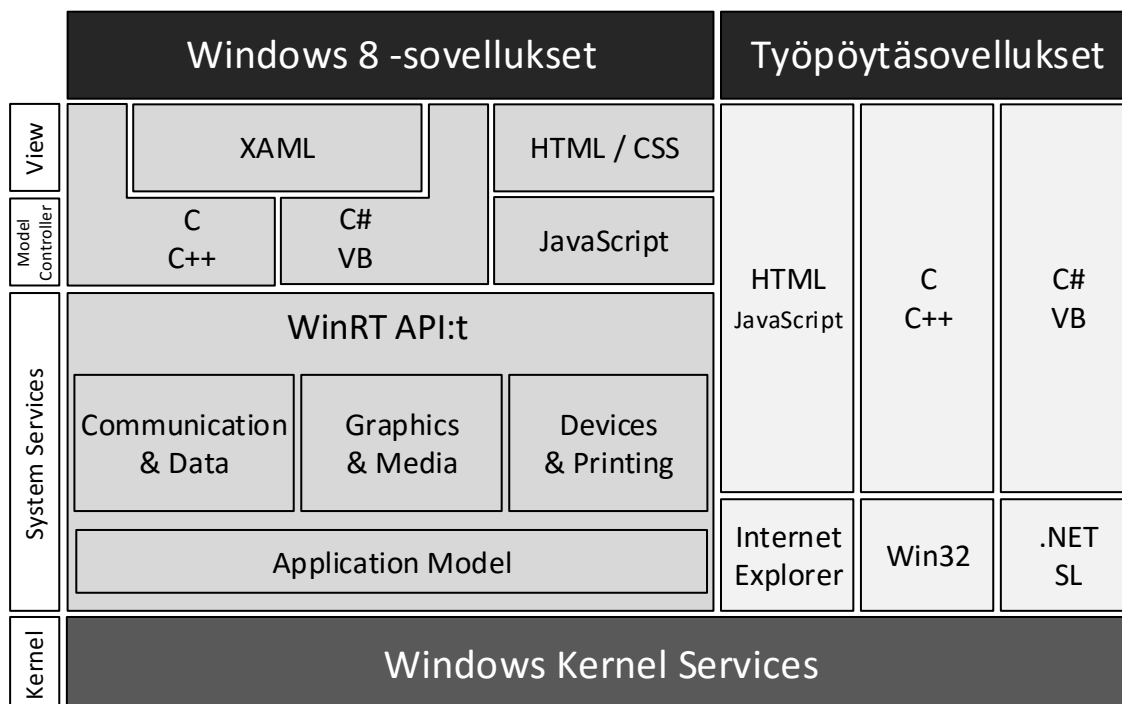 Windows 8 -sovellukset
Työpöytäsovellukset
View
XAML
HTML / CSS
Model
Controller
C
C++
C#
VB
JavaScript
HTML
JavaScript
C
C++
C#
VB
System Services
WinRT API:t
Communication
& Data
Graphics
& Media
Devices
& Printing
Application Model
Internet
Explorer
Win32
.NET
SL
Kernel
Windows Kernel Services